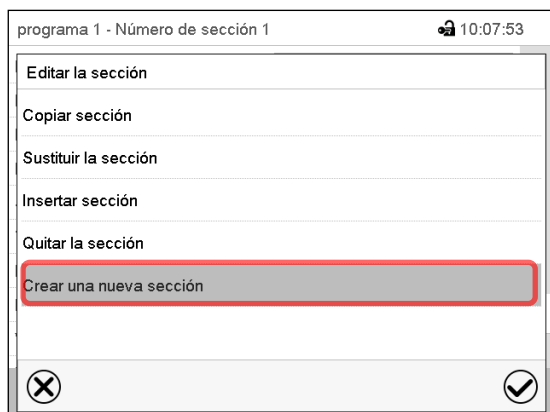 programa 1 - Número de sección 1 10:07:53
Editar la sección
Copiar sección
Sustituir la sección
Insertar sección
Quitar la sección
Crear una nueva sección